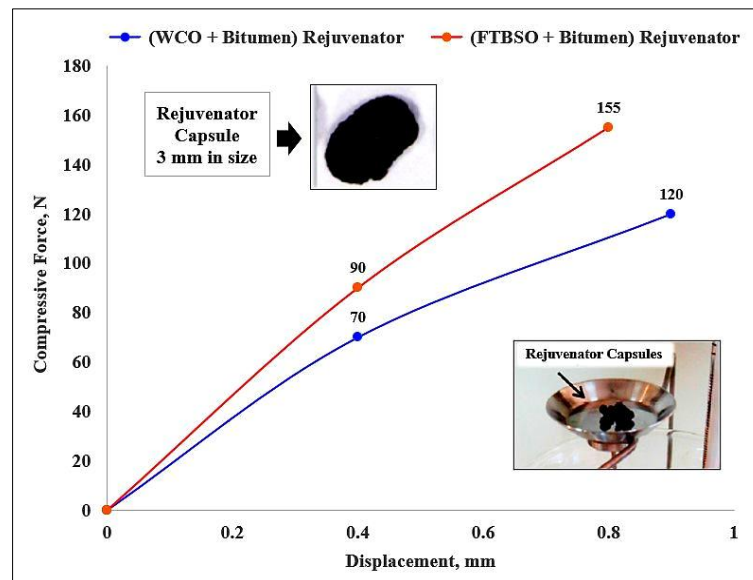 (WCO + Bitumen) Rejuvenator
(FTBSO + Bitumen) Rejuvenator
180
160
140
120
100
80
60
40
20
0
Compressive Force, N
Rejuvenator
Capsule
3 mm in size
155
120
90
70
Rejuvenator Capsules
0
0.2
0.4
0.6
0.8
1
Displacement, mm